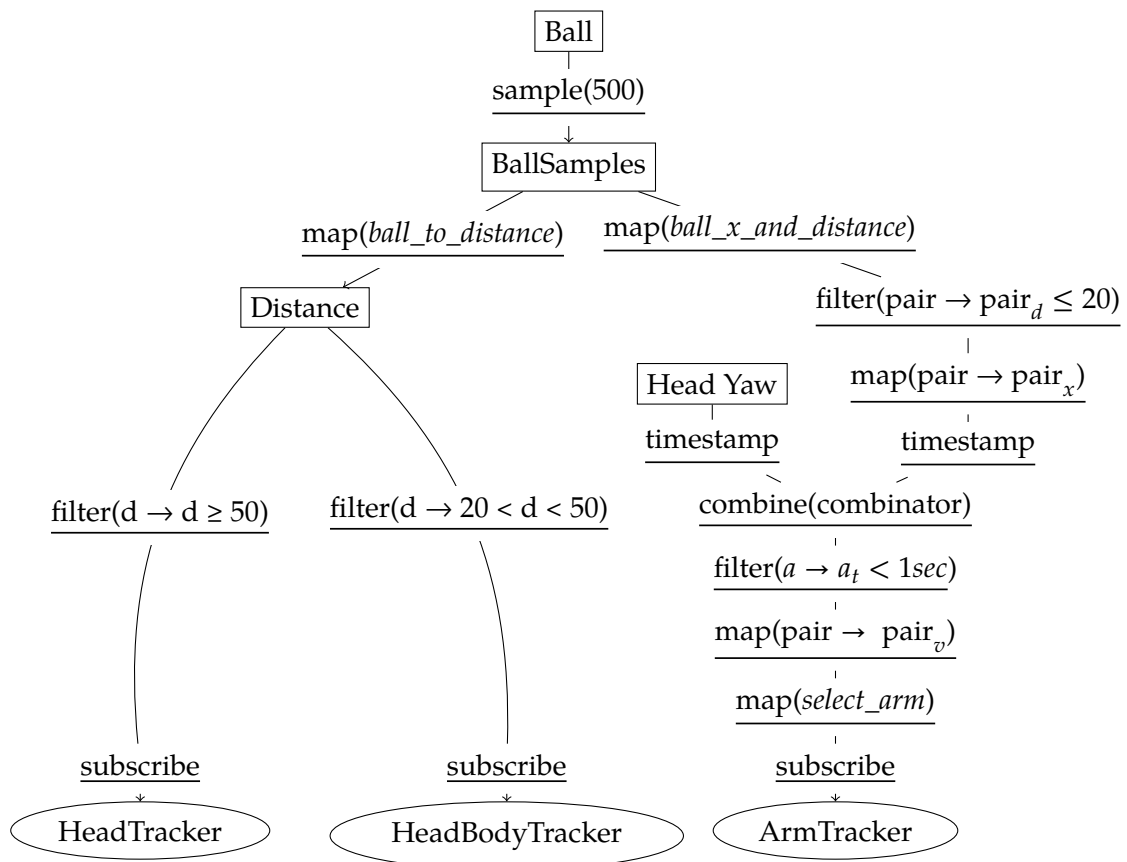 Ball
sample(500)
BallSamples
map(ball_to_distance)
map(ball_x_and_distance)
Distance
filter(pair → pair_d ≤ 20)
Head Yaw
map(pair → pair_x)
timestamp
timestamp
filter(d → d ≥ 50)
filter(d → 20 < d < 50)
combine(combinator)
filter(a → a_t < 1sec)
map(pair → pair_v)
map(select_arm)
subscribe
subscribe
subscribe
HeadTracker
HeadBodyTracker
ArmTracker